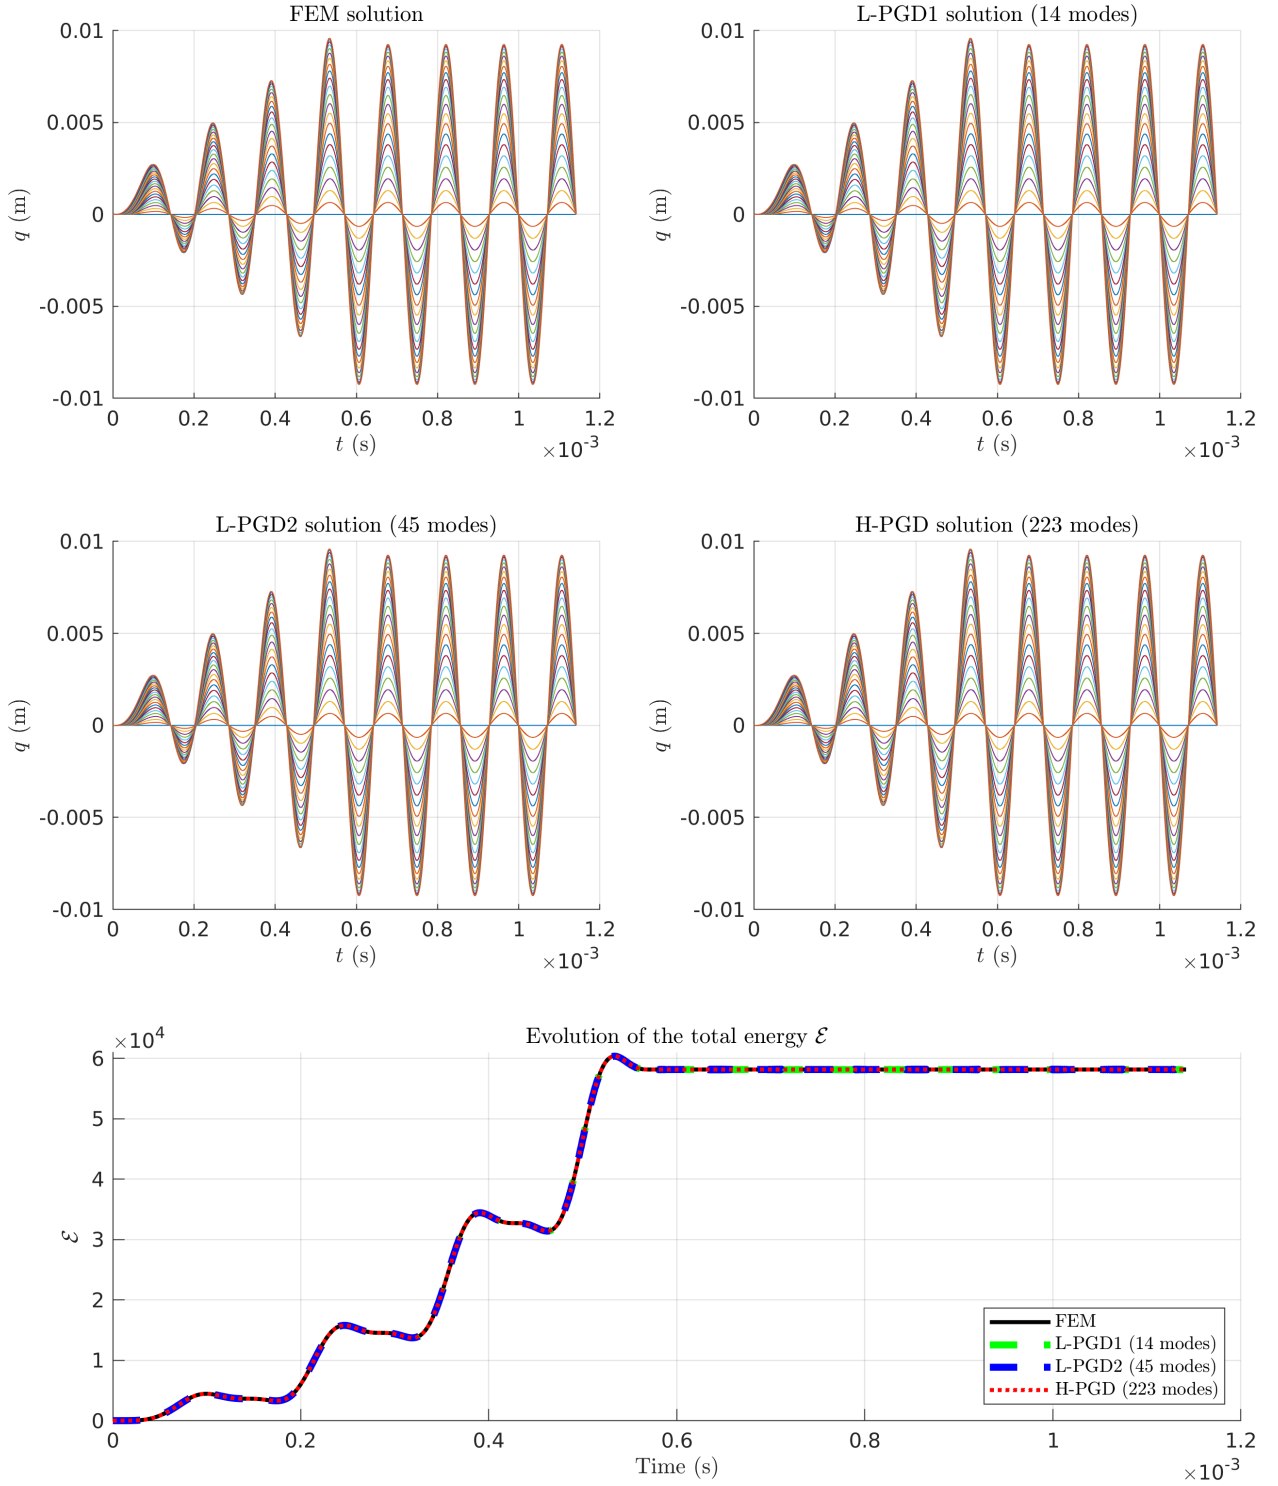 FEM solution
0.01
0.005
0
-0.005
-0.01
q (m)
0 0.2 0.4 0.6 0.8 1 1.2
t (s)
×10-3
L-PGD1 solution (14 modes)
0.01
0.005
0
-0.005
-0.01
q (m)
0 0.2 0.4 0.6 0.8 1 1.2
t (s)
×10-3
L-PGD2 solution (45 modes)
0.01
0.005
0
-0.005
-0.01
q (m)
0 0.2 0.4 0.6 0.8 1 1.2
t (s)
×10-3
H-PGD solution (223 modes)
0.01
0.005
0
-0.005
-0.01
q (m)
0 0.2 0.4 0.6 0.8 1 1.2
t (s)
×10-3
Evolution of the total energy ℰ
×104
6
5
4
3
2
1
0
ℰ
FEM
L-PGD1 (14 modes)
L-PGD2 (45 modes)
H-PGD (223 modes)
0 0.2 0.4 0.6 0.8 1 1.2
Time (s)
×10-3